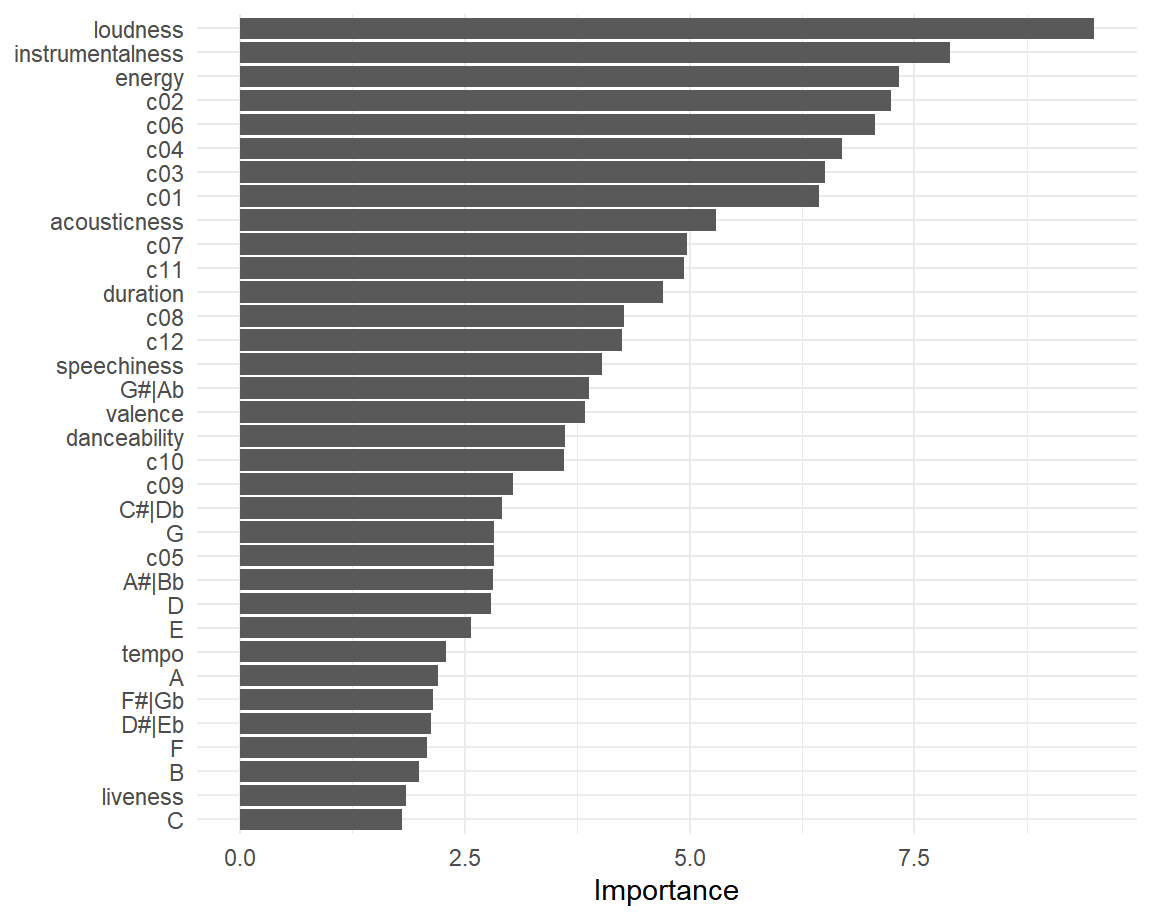 loudness
instrumentalness
energy
c02
c06
c04
c03
c01
acousticness
c07
c11
duration
c08
c12
speechiness
G#|Ab
valence
danceability
c10
c09
C#|Db
G
c05
A#|Bb
D
E
tempo
A
F#|Gb
D#|Eb
F
B
liveness
C
0.0 2.5 5.0 7.5
Importance